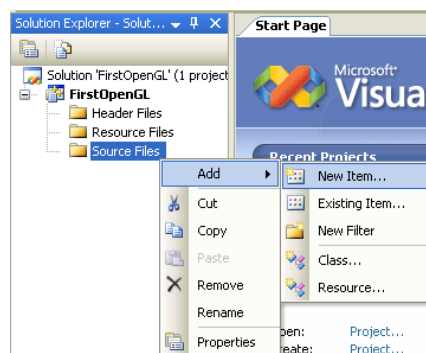 Solution Explorer - Solut...
Start Page
Solution 'FirstOpenGL' (1 project
FirstOpenGL
Header Files
Resource Files
Source Files
Microsoft
Visua
Recent Projects
Add
New Item...
Cut
Existing Item...
Copy
New Filter
Paste
Class...
Remove
Resource...
Rename
Properties
pen:
Project...
reate:
Project...